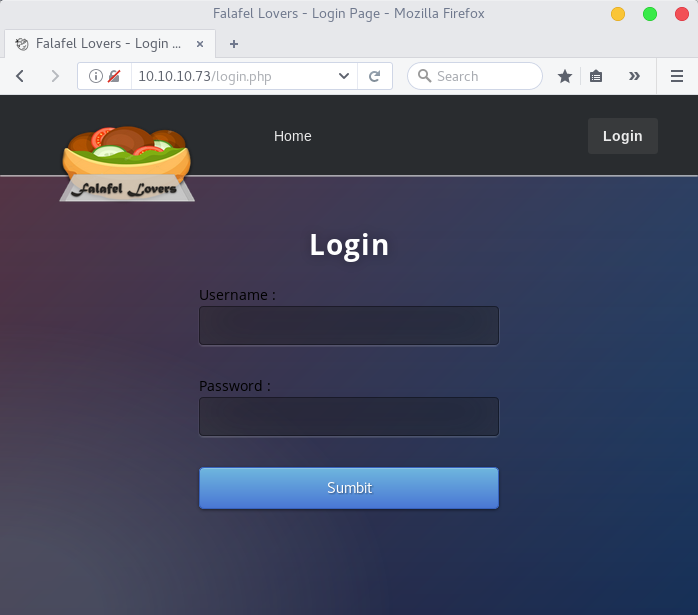 Falafel Lovers - Login Page - Mozilla Firefox
Falafel Lovers - Login ...
10.10.10.73/login.php
Search
Home
Login
Falafel Lovers
Login
Username :
Password :
Sumbit